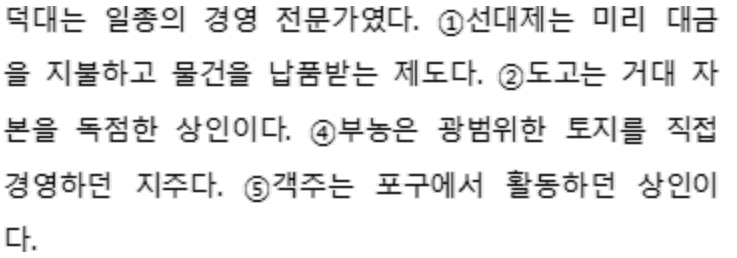 덕대는 일종의 경영 전문가였다. ①선대제는 미리 대금
을 지불하고 물건을 납품받는 제도다. ②도고는 거대 자
본을 독점한 상인이다. ④부농은 광범위한 토지를 직접
경영하던 지주다. ⑤객주는 포구에서 활동하던 상인이
다.